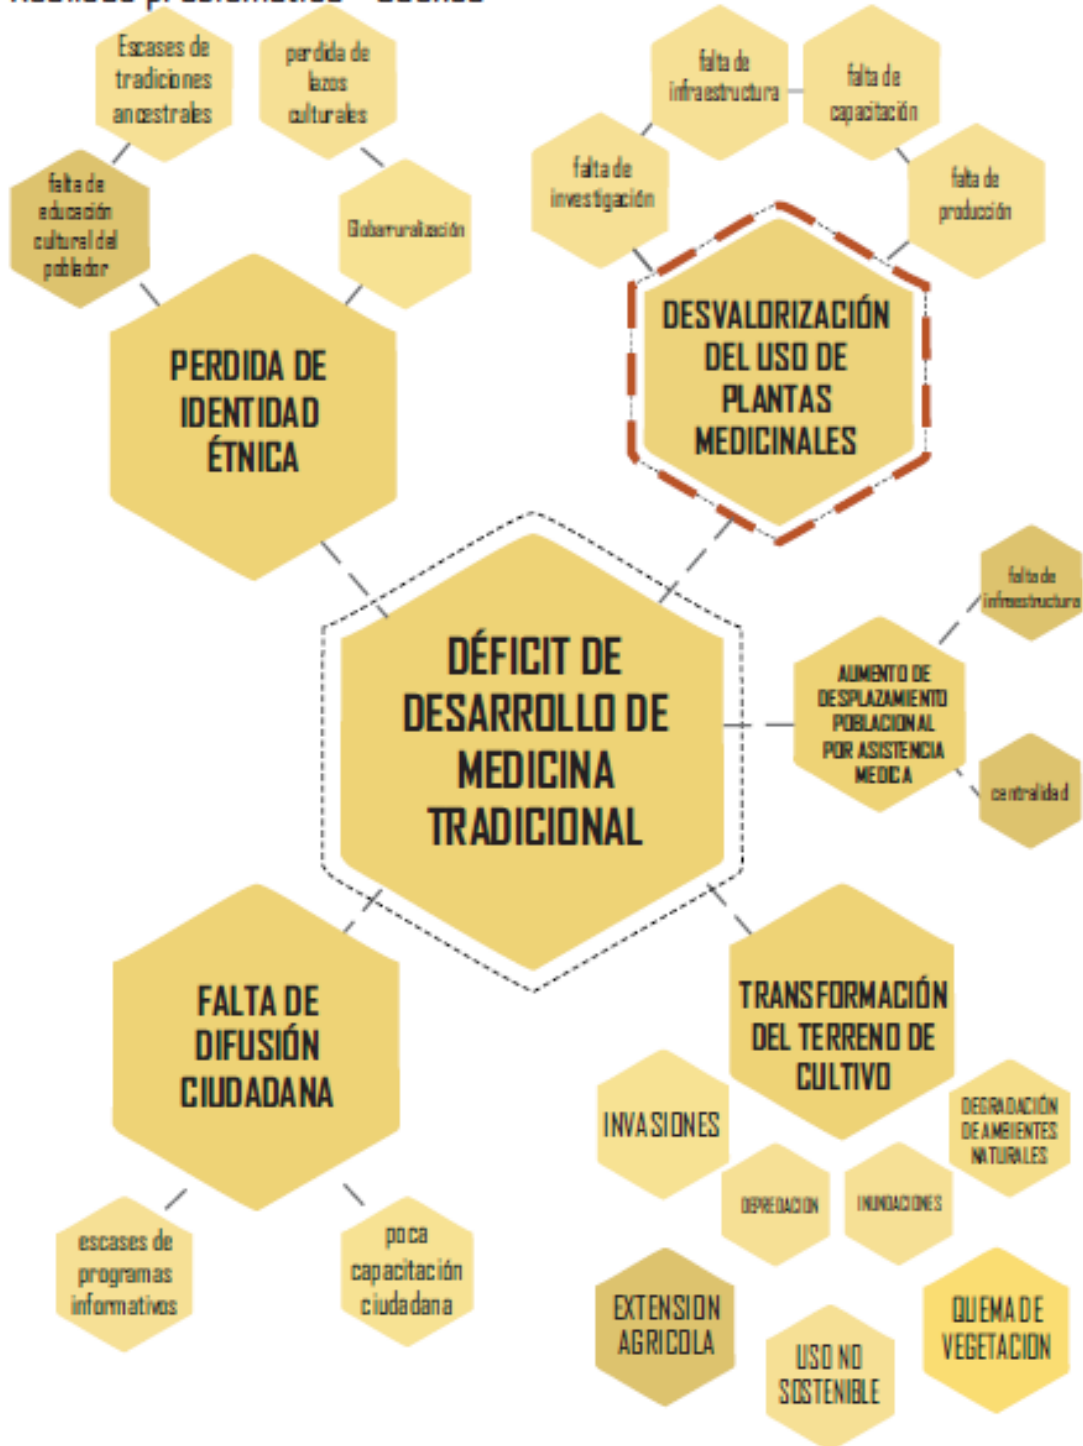 Escases de
tradiciones
ancestrales
perdida de
lazos
culturales
falta de
educación
cultural del
poblador
Globarruralización
PERDIDA DE
IDENTIDAD
ÉTNICA
falta de
infraestructura
falta de
capacitación
falta de
investigación
falta de
producción
DESVALORIZACIÓN
DEL USO DE
PLANTAS
MEDICINALES
DÉFICIT DE
DESARROLLO DE
MEDICINA
TRADICIONAL
falta de
infraestructura
AUMENTO DE
DESPLAZAMIENTO
POBLACIONAL
POR ASISTENCIA
MEDICA
centralidad
FALTA DE
DIFUSIÓN
CIUDADANA
escases de
programas
informativos
poca
capacitación
ciudadana
TRANSFORMACIÓN
DEL TERRENO DE
CULTIVO
INVASIONES
DEGRADACIÓN
DE AMBIENTES
NATURALES
DEPREDACION
INUNDACIONES
EXTENSION
AGRICOLA
USO NO
SOSTENIBLE
QUEMA DE
VEGETACION